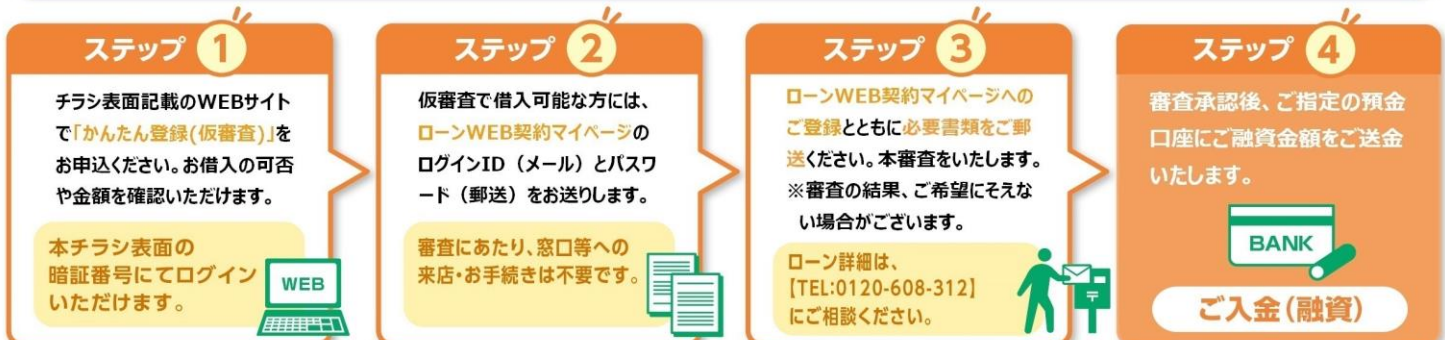 ステップ 1
チラシ表面記載のWEBサイト
で「かんたん登録(仮審査)」を
お申込ください。お借入の可否
や金額を確認いただけます。
本チラシ表面の
暗証番号にてログイン
いただけます。
WEB
ステップ 2
仮審査で借入可能な方には、
ローンWEB契約マイページの
ログインID（メール）とパスワ
ード（郵送）をお送りします。
審査にあたり、窓口等への
来店・お手続きは不要です。
ステップ 3
ローンWEB契約マイページへの
ご登録とともに必要書類をご郵
送ください。本審査をいたします。
※審査の結果、ご希望にそえな
い場合がございます。
ローン詳細は、
【TEL:0120-608-312】
にご相談ください。
〒
ステップ 4
審査承認後、ご指定の預金
口座にご融資金額をご送金
いたします。
BANK
ご入金(融資)